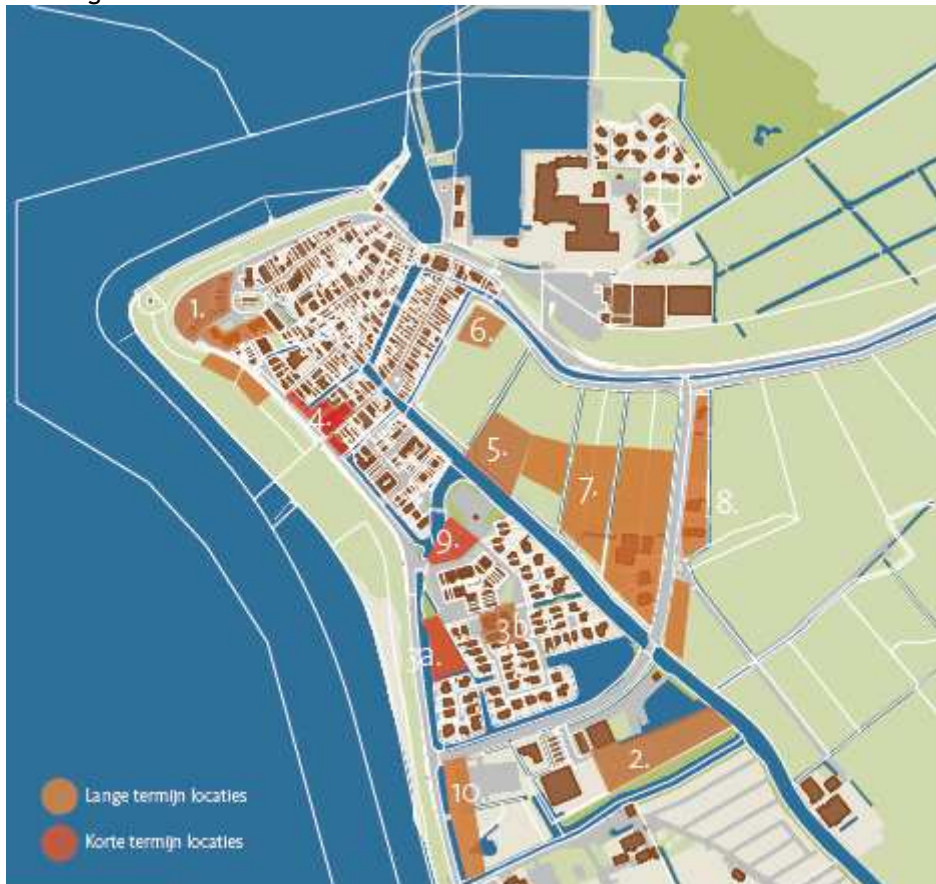 1.
6.
4.
5.
7.
8.
9.
3b.
3a.
2.
10.
Lange termijn locaties
Korte termijn locaties